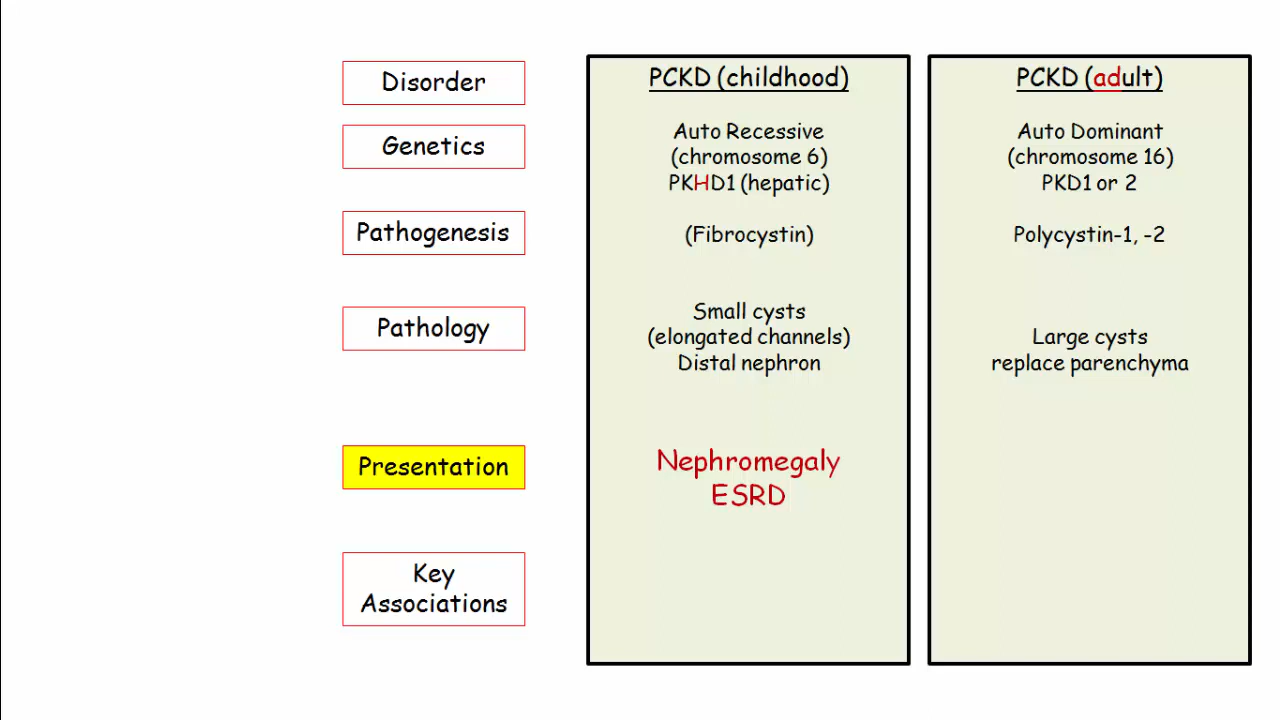 Disorder
PCKD (childhood)
PCKD (adult)
Genetics
Auto Recessive
(chromosome 6)
PKHD1 (hepatic)
Auto Dominant
(chromosome 16)
PKD1 or 2
Pathogenesis
(Fibrocystin)
Polycystin-1, -2
Pathology
Small cysts
(elongated channels)
Distal nephron
Large cysts
replace parenchyma
Presentation
Nephromegaly
ESRD
Key
Associations